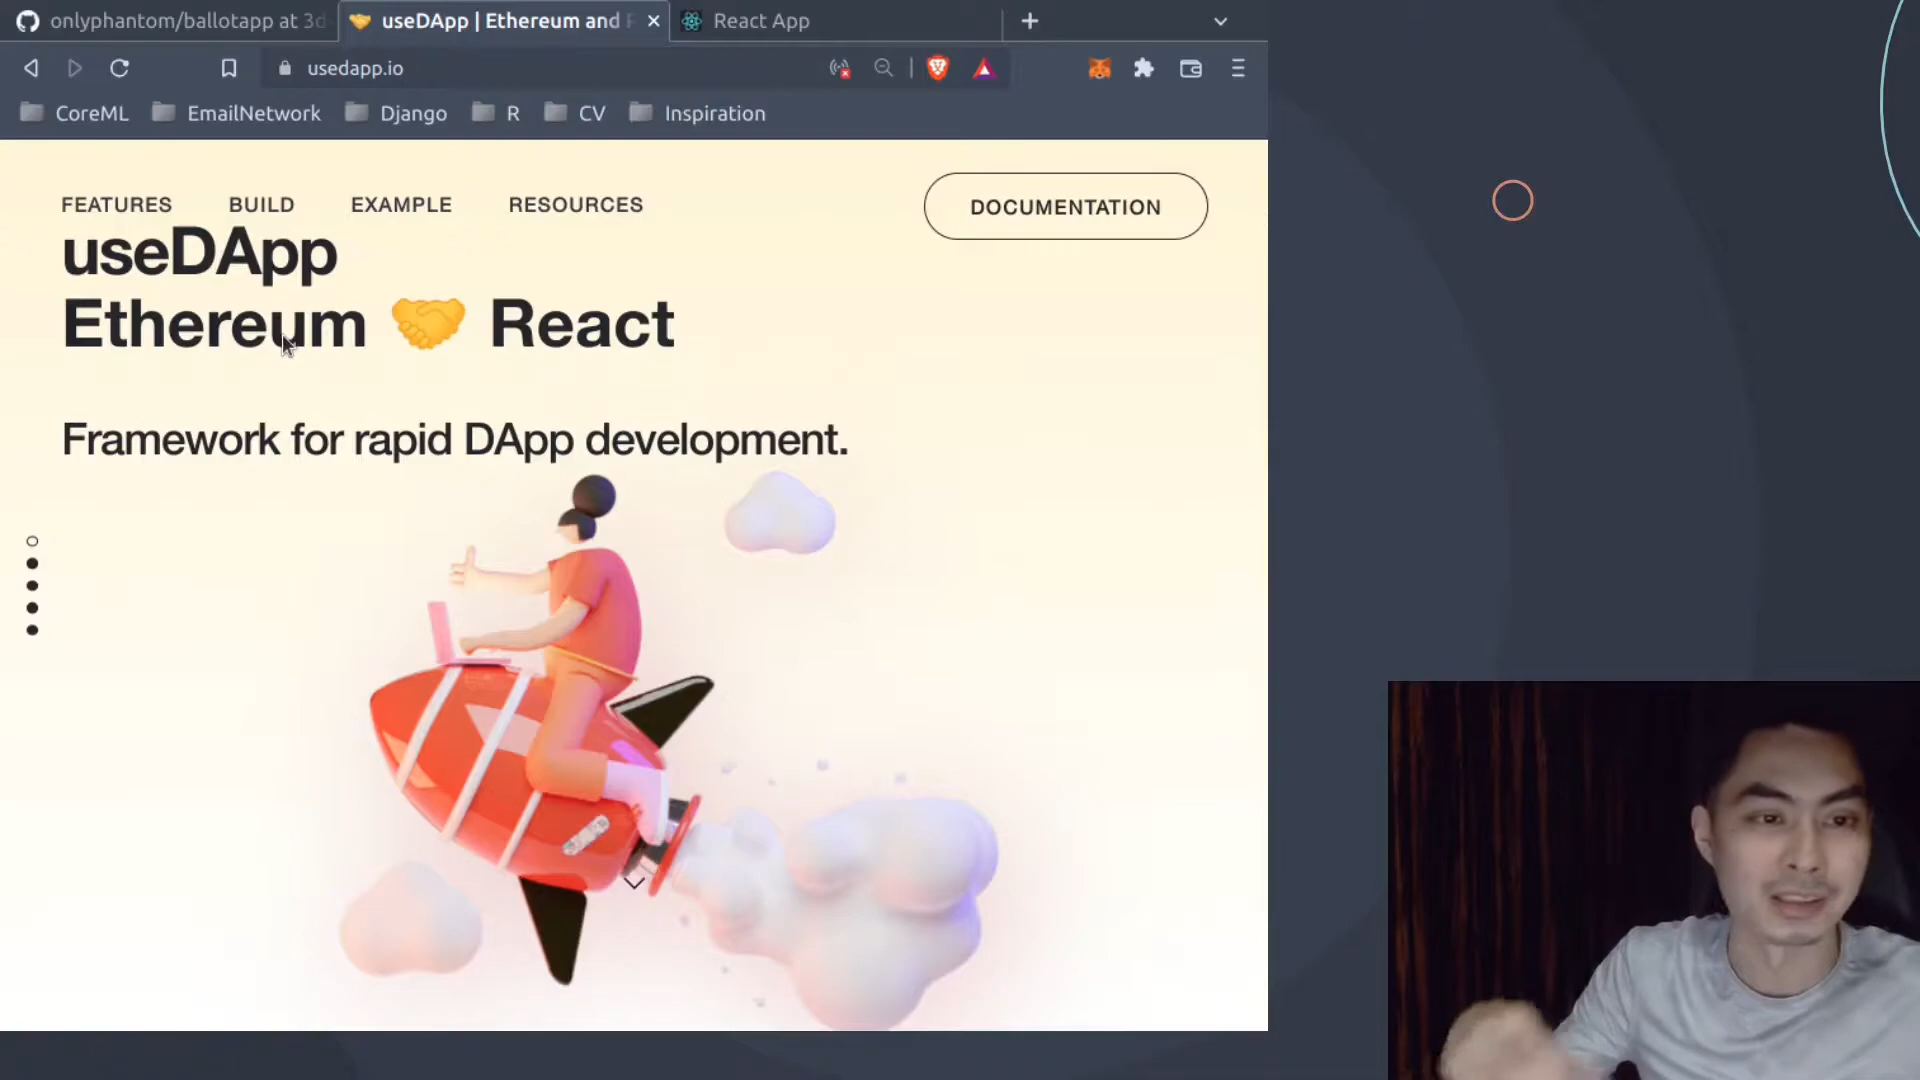 onlyphantom/ballotapp at 3d
useDApp | Ethereum and
React App
usedapp.io
CoreML
EmailNetwork
Django
R
CV
Inspiration
FEATURES
BUILD
EXAMPLE
RESOURCES
DOCUMENTATION
useDApp
Ethereum 🤝 React
Framework for rapid DApp development.